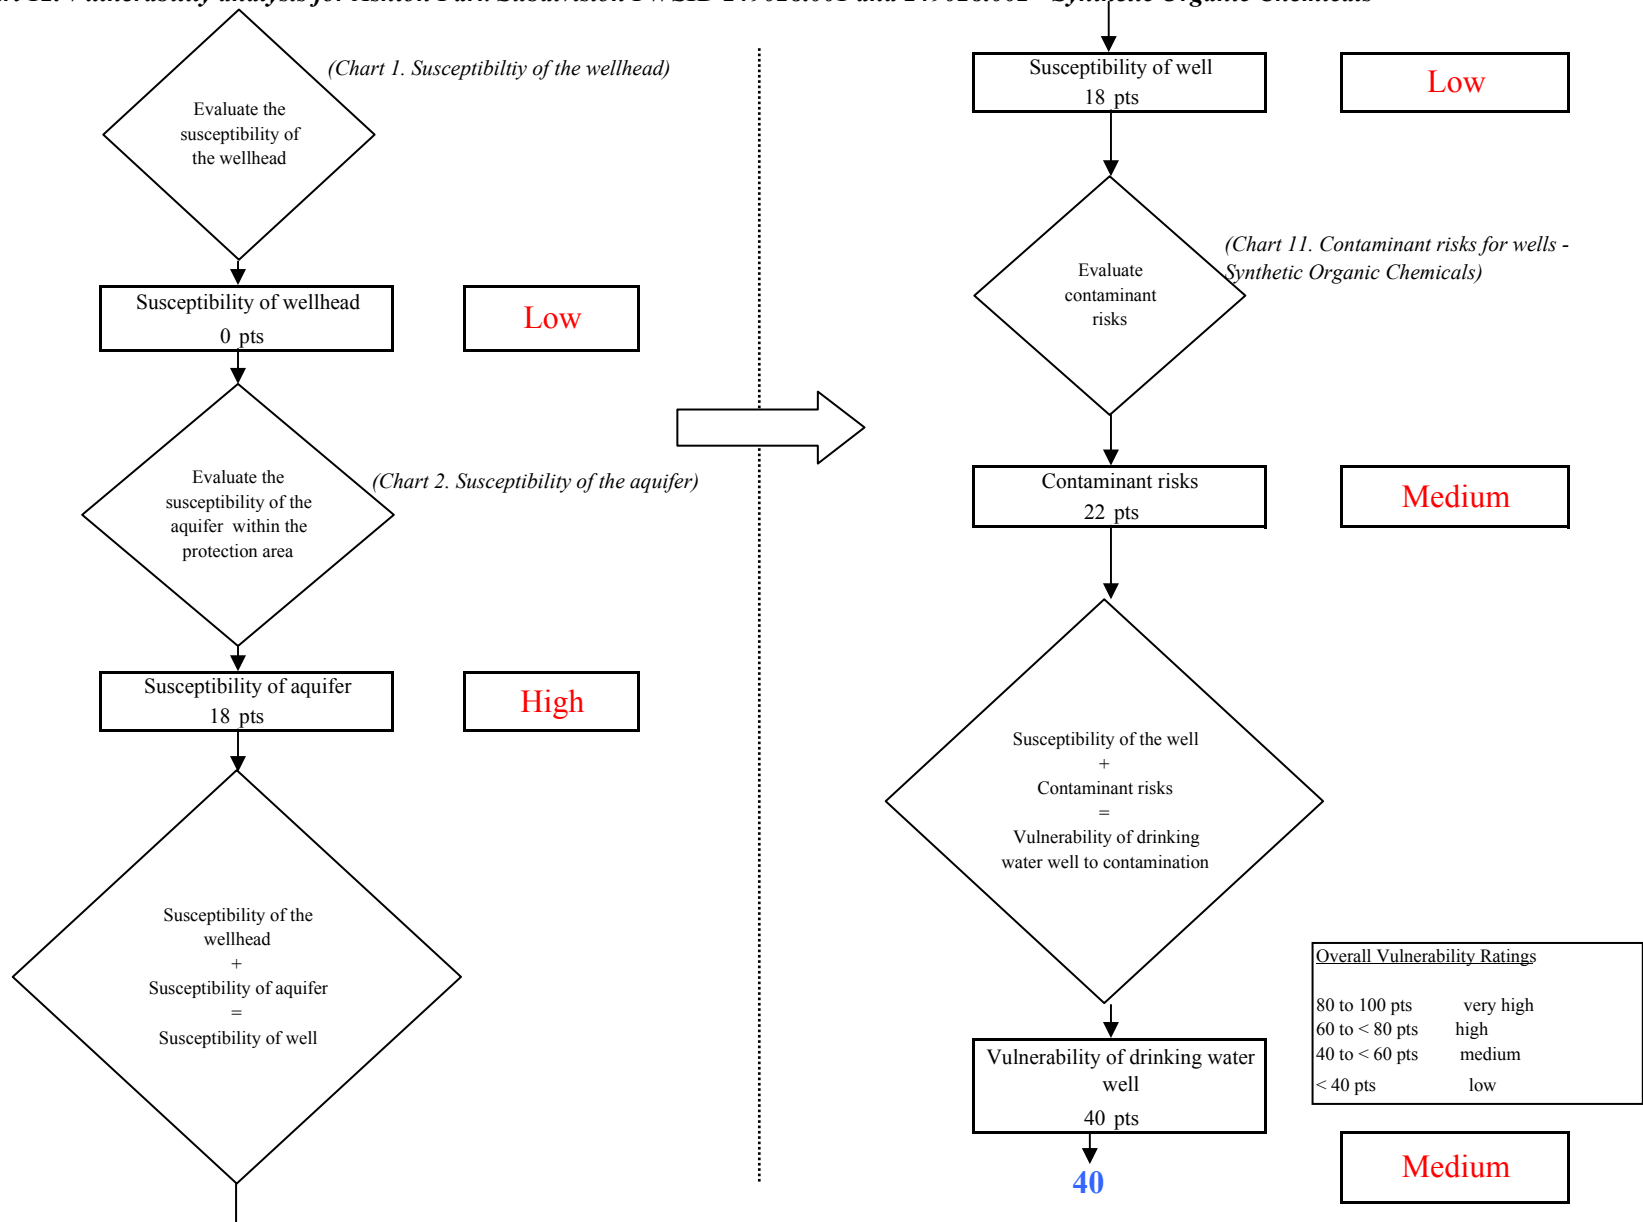 (Chart 1. Susceptibiltiy of the wellhead)
Evaluate the
susceptibility of
the wellhead
Susceptibility of wellhead
0 pts
Low
Evaluate the
susceptibility of the
aquifer within the
protection area
(Chart 2. Susceptibility of the aquifer)
Susceptibility of aquifer
18 pts
High
Susceptibility of the
wellhead
+
Susceptibility of aquifer
=
Susceptibility of well
Susceptibility of well
18 pts
Low
Evaluate
contaminant
risks
(Chart 11. Contaminant risks for wells -
Synthetic Organic Chemicals)
Contaminant risks
22 pts
Medium
Susceptibility of the well
+
Contaminant risks
=
Vulnerability of drinking
water well to contamination
Overall Vulnerability Ratings
80 to 100 pts very high
60 to < 80 pts high
40 to < 60 pts medium
< 40 pts low
Vulnerability of drinking water
well
40 pts
40
Medium